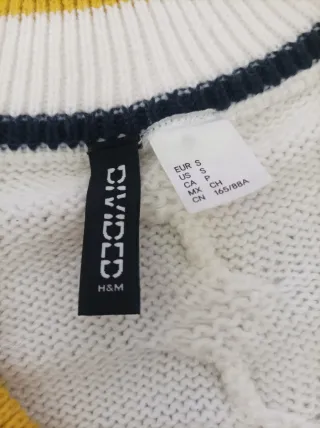 DIVIDED
H&M
EUR S
US S
CA P
MX CH
CN 165/88A